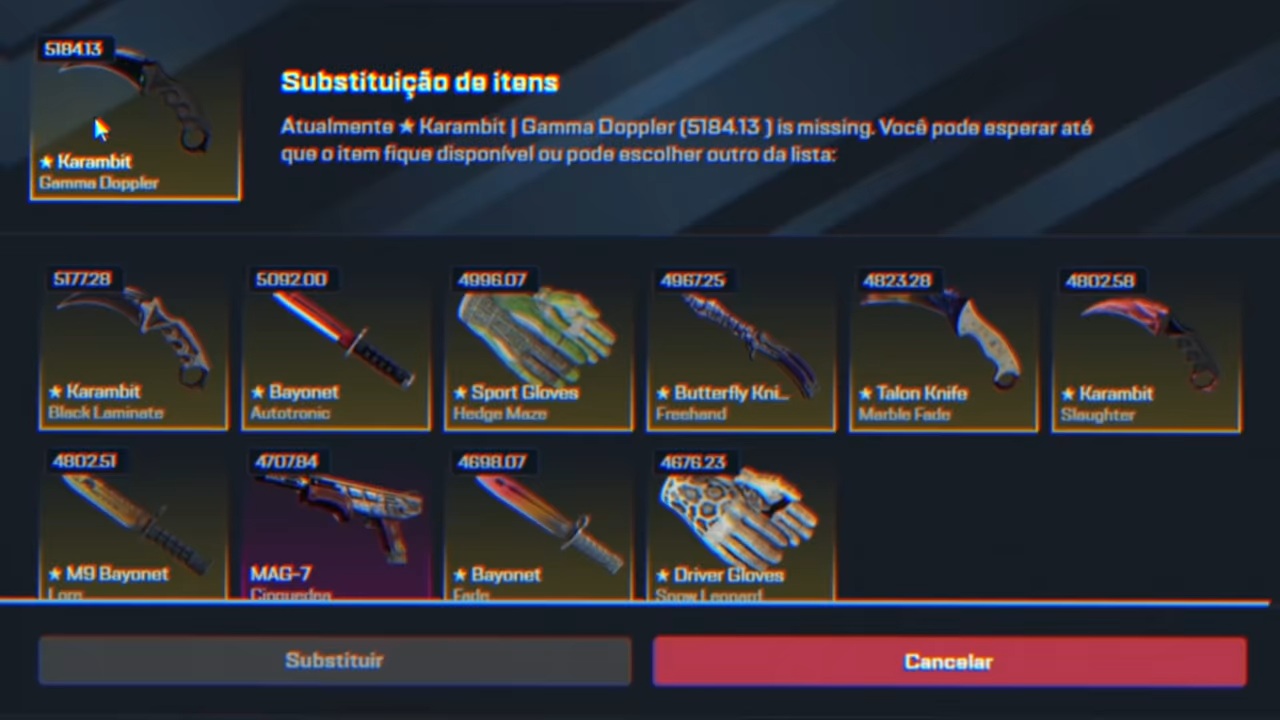 5184.13
★ Karambit
Gamma Doppler
Substituição de itens
Atualmente ★ Karambit | Gamma Doppler (5184.13 ) is missing. Você pode esperar até
que o item fique disponível ou pode escolher outro da lista:
5177.28
★ Karambit
Black Laminate
5092.00
★ Bayonet
Autotronic
4996.07
★ Sport Gloves
Hedge Maze
4967.25
★ Butterfly Kni...
Freehand
4823.28
★ Talon Knife
Marble Fade
4802.58
★ Karambit
Slaughter
4802.51
★ M9 Bayonet
Lore
4707.84
MAG-7
Cinquedea
4698.07
★ Bayonet
Fade
4676.23
★ Driver Gloves
Snow Leopard
Substituir
Cancelar